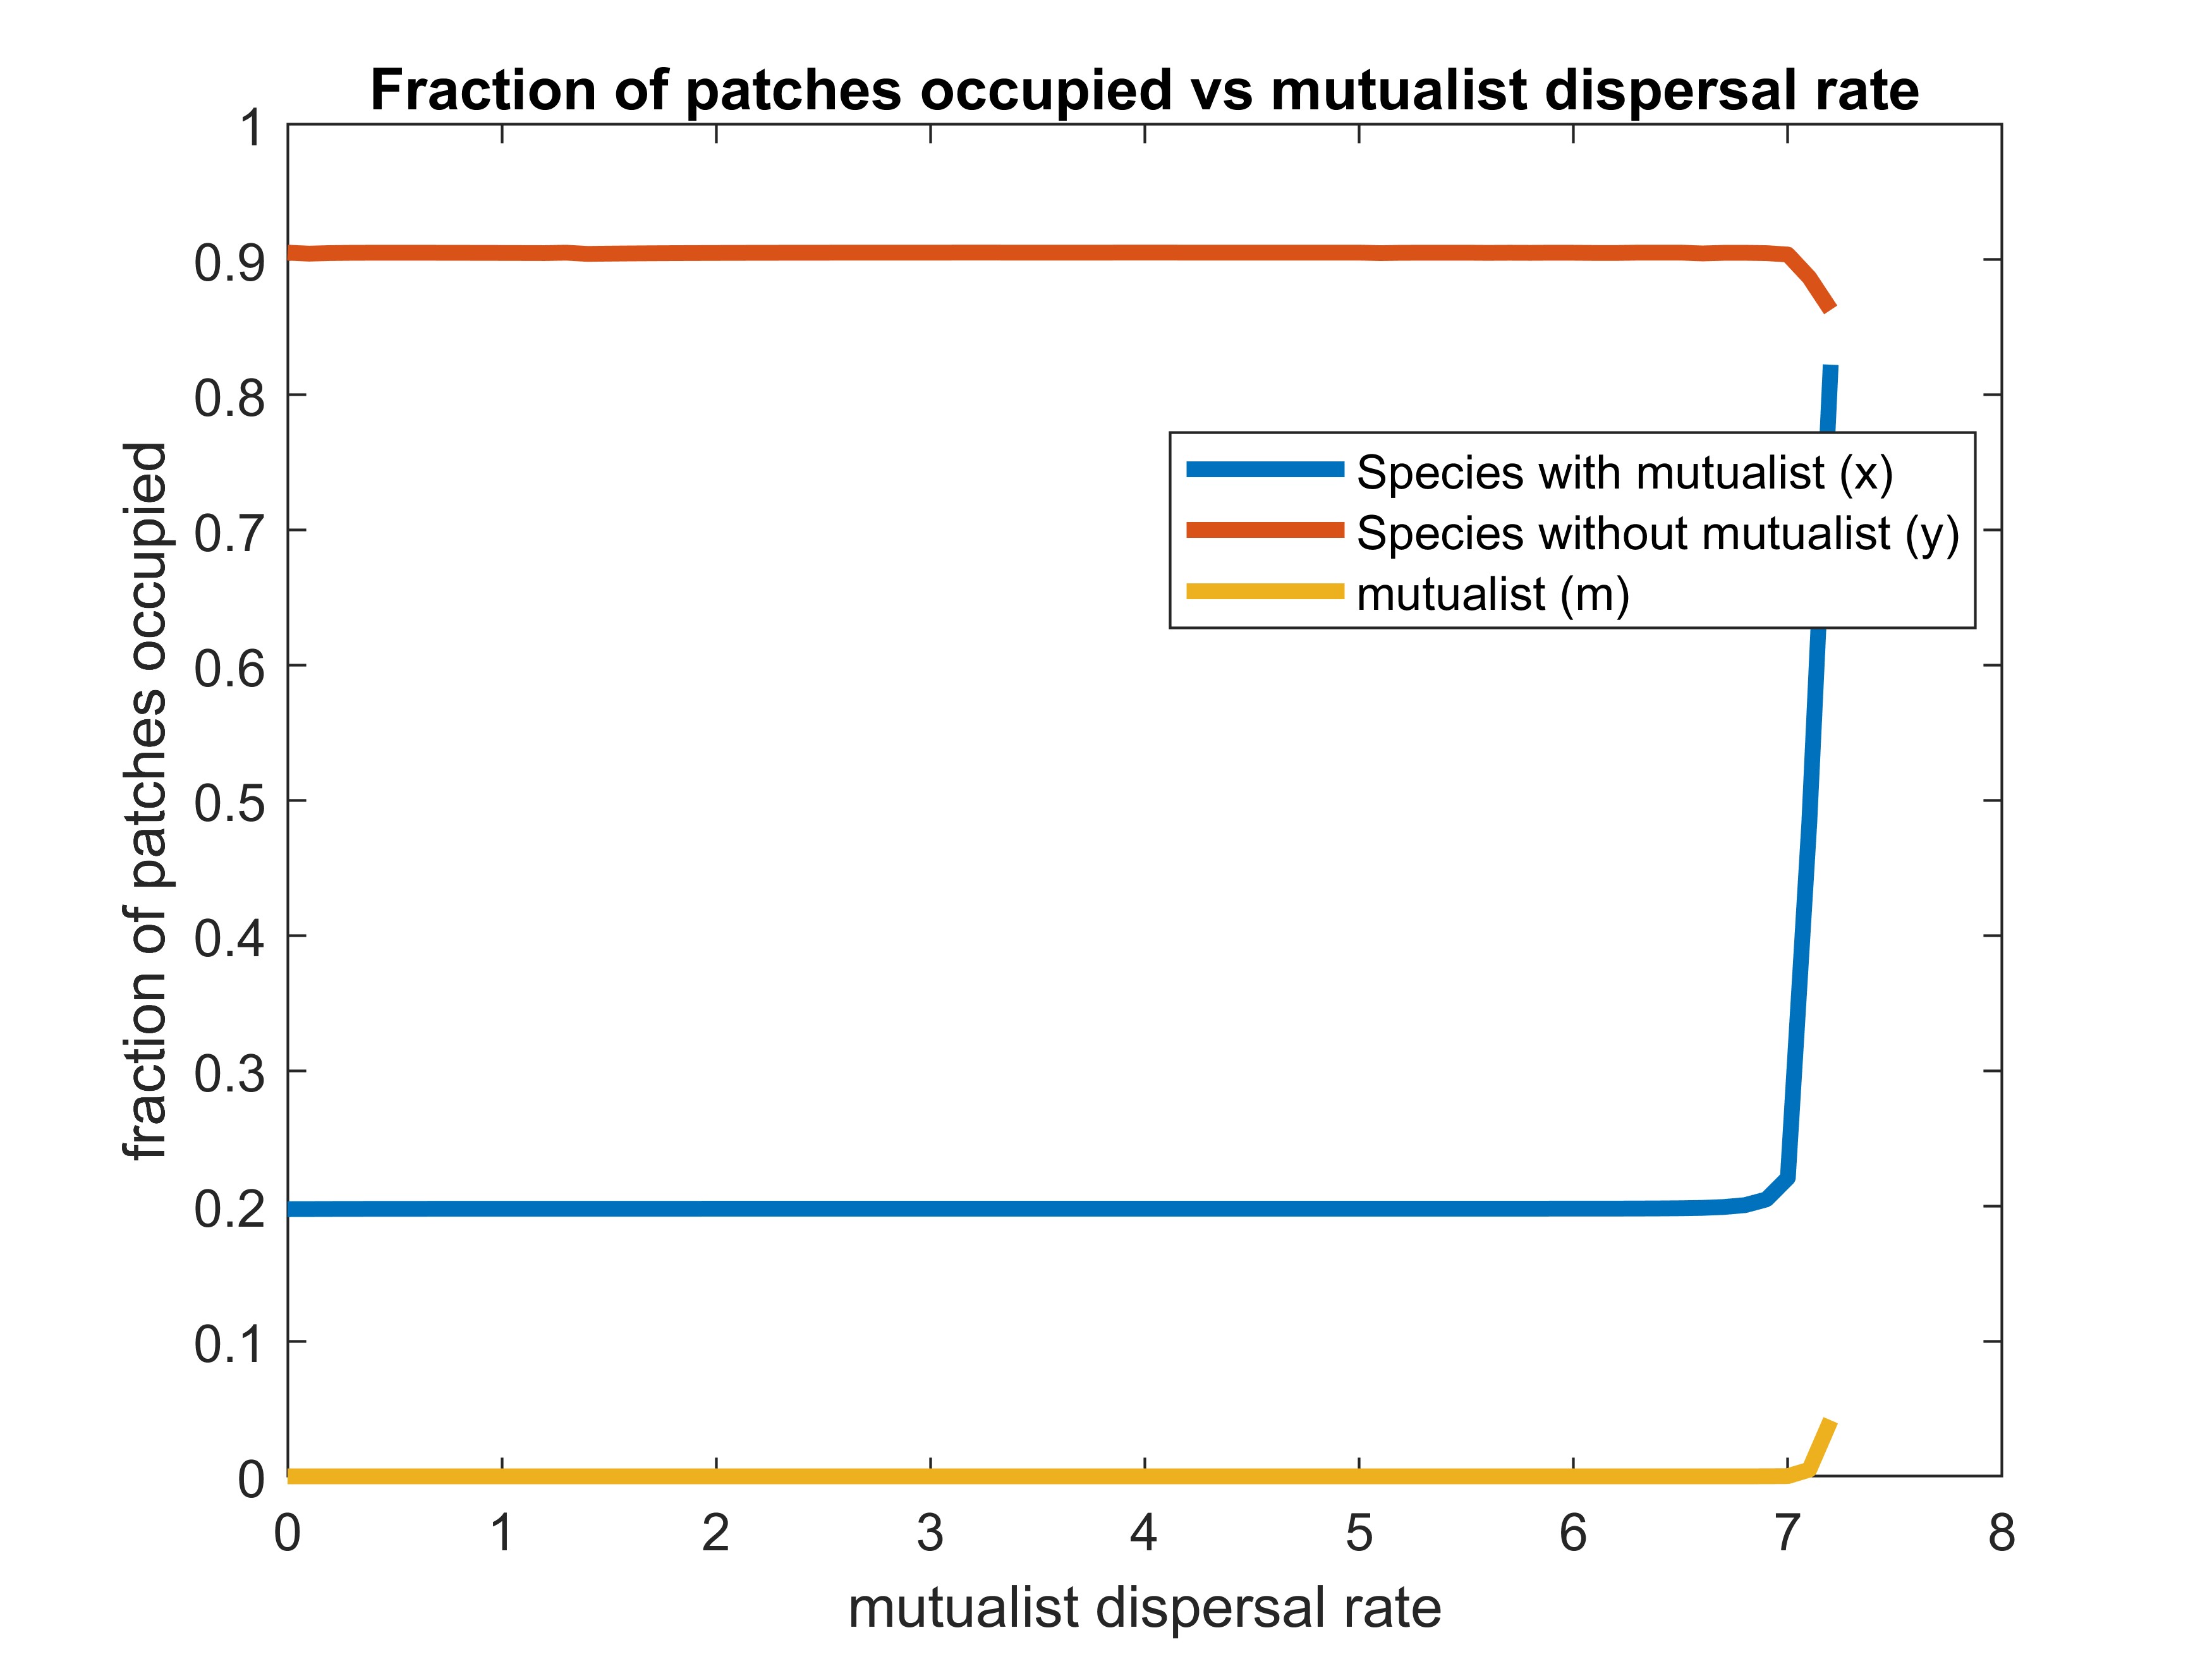 Fraction of patches occupied vs mutualist dispersal rate
1
0.9
0.8
0.7
0.6
0.5
0.4
0.3
0.2
0.1
0
fraction of patches occupied
Species with mutualist (x)
Species without mutualist (y)
mutualist (m)
0 1 2 3 4 5 6 7 8
mutualist dispersal rate